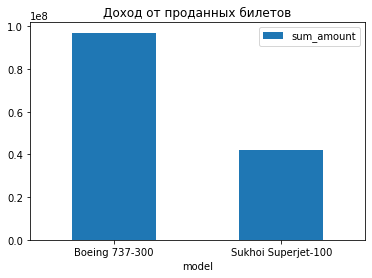 Доход от проданных билетов
1e8
sum_amount
1.0
0.8
0.6
0.4
0.2
0.0
Boeing 737-300 Sukhoi Superjet-100
model